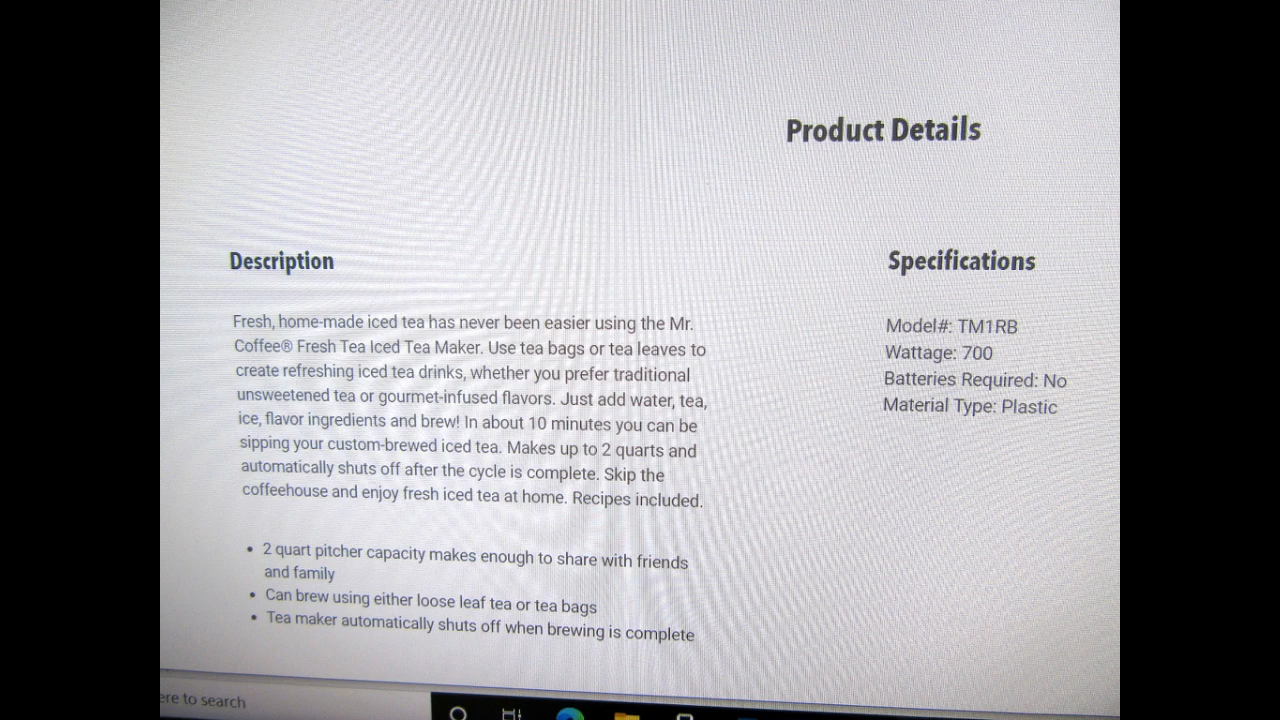 Product Details
Description
Fresh, home-made iced tea has never been easier using the Mr.
Coffee® Fresh Tea Iced Tea Maker. Use tea bags or tea leaves to
create refreshing iced tea drinks, whether you prefer traditional
unsweetened tea or gourmet-infused flavors. Just add water, tea,
ice, flavor ingredients and brew! In about 10 minutes you can be
sipping your custom-brewed iced tea. Makes up to 2 quarts and
automatically shuts off after the cycle is complete. Skip the
coffeehouse and enjoy fresh iced tea at home. Recipes included.
• 2 quart pitcher capacity makes enough to share with friends
and family
• Can brew using either loose leaf tea or tea bags
• Tea maker automatically shuts off when brewing is complete
Specifications
Model#: TM1RB
Wattage: 700
Batteries Required: No
Material Type: Plastic
ere to search